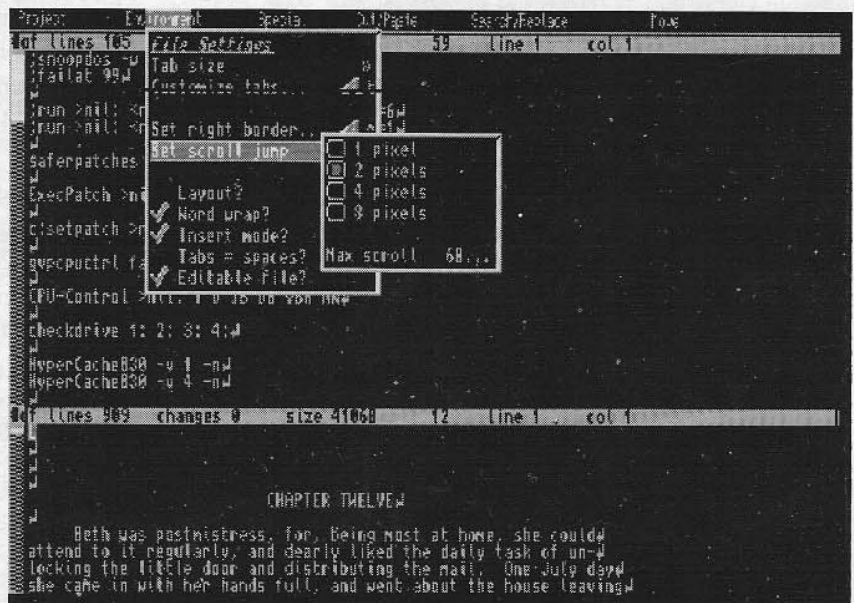 Project Environment Special Cut/Paste Search/Replace Move
#of lines 105 59 line 1 col 1
;snoopdos
;failat 99
File Settings
Tab size 8
Customize tabs...
;run >nil:
;run >nil:
Set right border..
Set scroll jump
1 pixel
2 pixels
4 pixels
8 pixels
Max scroll 60...
saferpatches
ExecPatch
Layout?
Word wrap?
c:setpatch
Insert mode?
Tabs = spaces?
gvpcpuctrl
Editable file?
CPU-Control
checkdrive 1: 2: 3: 4:
HyperCache030 -v 1 -n
HyperCache030 -v 4 -n
#of lines 909 changes 0 size 41060 12 line 1 col 1
CHAPTER TWELVE
Beth was postmistress, for, being most at home, she could
attend to it regularly, and dearly liked the daily task of un-
locking the little door and distributing the mail. One July day
she came in with her hands full, and went about the house leaving